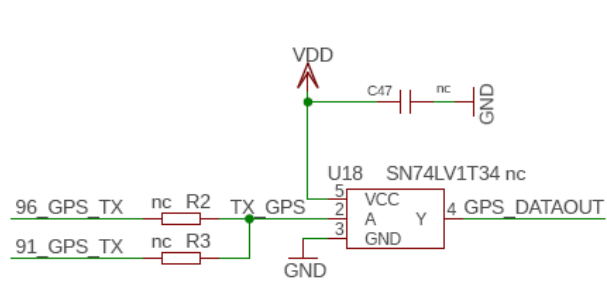 VDD
C47 nc
GND
U18 SN74LV1T34 nc
5 VCC
96_GPS_TX nc R2 TX_GPS 2 A Y 4 GPS_DATAOUT
3 GND
91_GPS_TX nc R3
GND